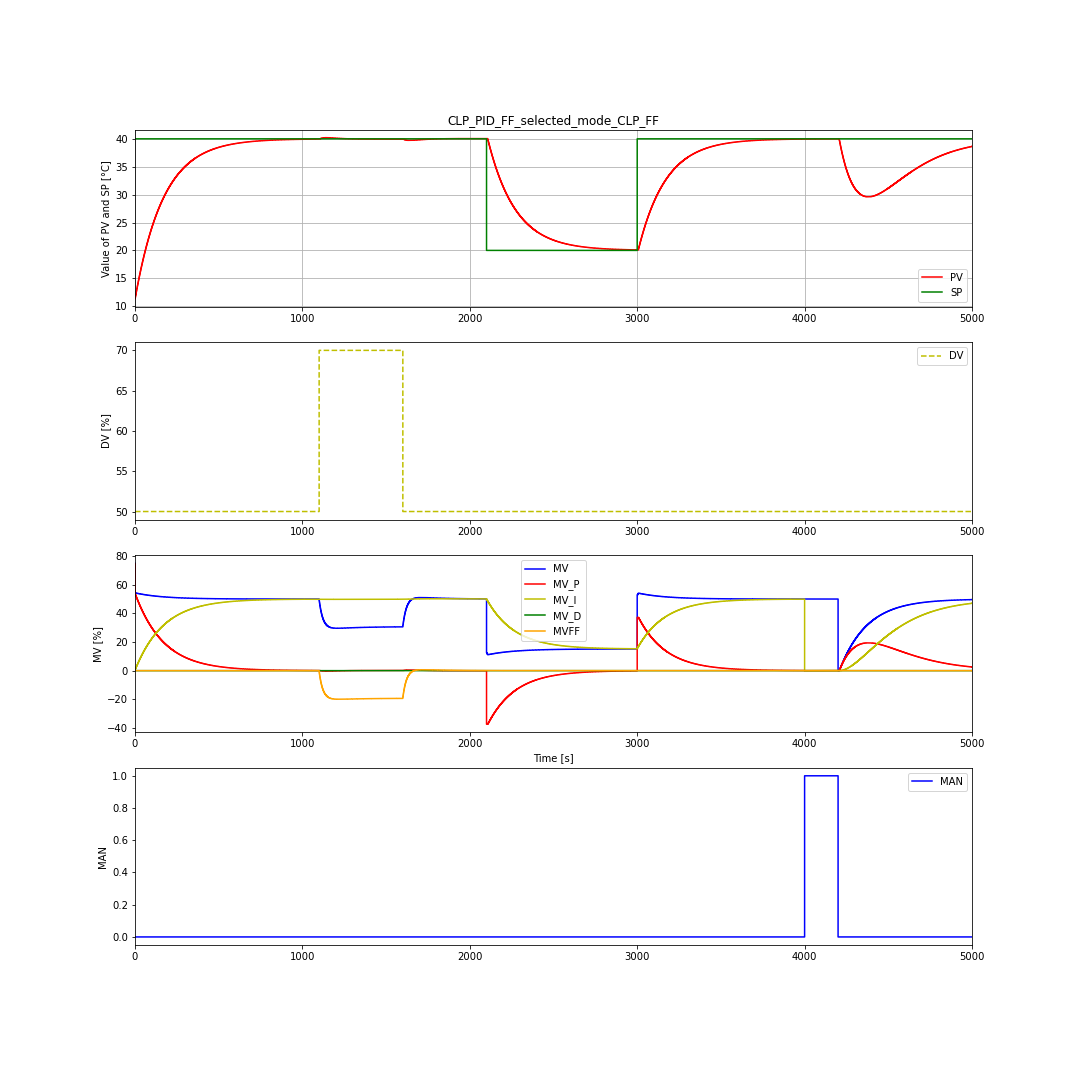 CLP_PID_FF_selected_mode_CLP_FF
Value of PV and SP [°C]
40
35
30
25
20
15
10
0 1000 2000 3000 4000 5000
PV
SP
DV [%]
70
65
60
55
50
0 1000 2000 3000 4000 5000
DV
MV [%]
80
60
40
20
0
−20
−40
0 1000 2000 3000 4000 5000
Time [s]
MV
MV_P
MV_I
MV_D
MVFF
MAN
1.0
0.8
0.6
0.4
0.2
0.0
0 1000 2000 3000 4000 5000
MAN